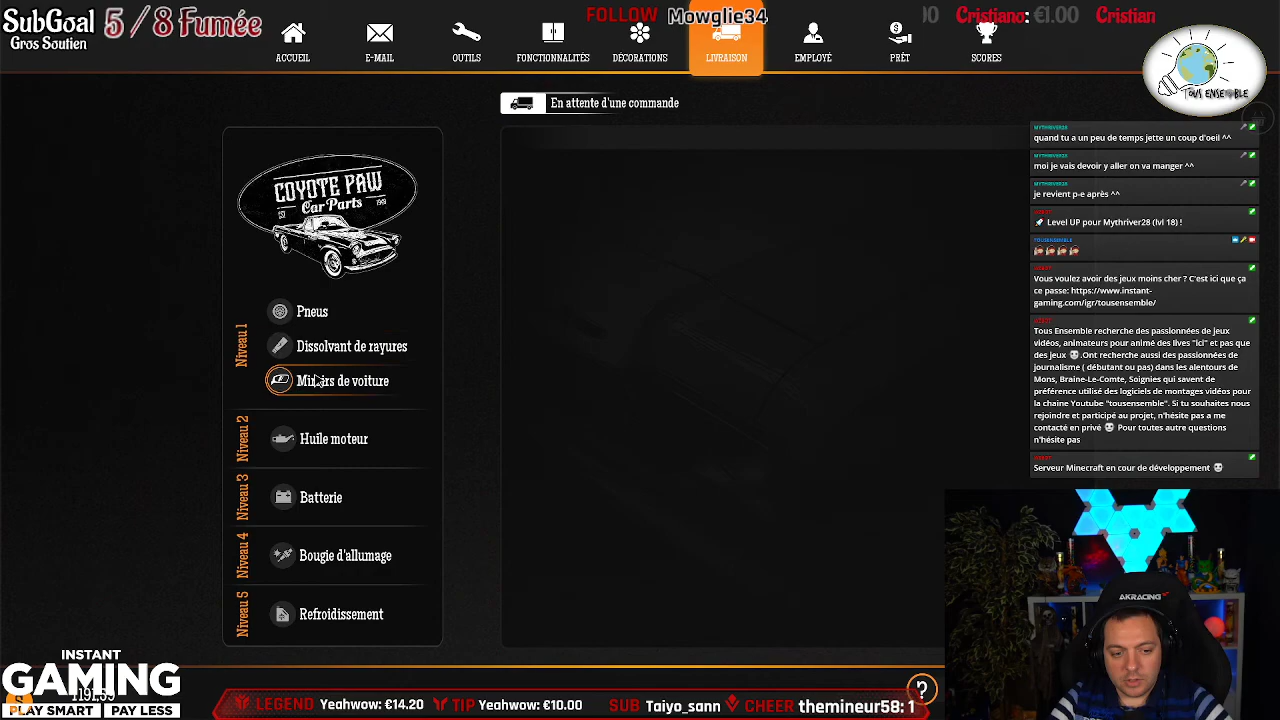 SubGoal
Gros Soutien
5 / 8 Fumée
FOLLOW Mowglie34
Cristiano: €1.00 Cristian
ACCUEIL
E-MAIL
OUTILS
FONCTIONNALITÉS
DÉCORATIONS
LIVRAISON
EMPLOYÉ
PRÊT
SCORES
TOUS ENSEMBLE
En attente d'une commande
COYOTE PAW
Car Parts
Niveau 1
Pneus
Dissolvant de rayures
Miroirs de voiture
Niveau 2
Huile moteur
Niveau 3
Batterie
Niveau 4
Bougie d'allumage
Niveau 5
Refroidissement
MYTHRIVER28
quand tu a un peu de temps jette un coup d'oeil ^^
MYTHRIVER28
moi je vais devoir y aller on va manger ^^
MYTHRIVER28
je revient p-e après ^^
Level UP pour Mythriver28 (lvl 18) !
TOUSENSEMBLE
Vous voulez avoir des jeux moins cher ? C'est ici que ça
ce passe: https://www.instant-
gaming.com/igr/tousensemble/
Tous Ensemble recherche des passionnées de jeux
vidéos, animateurs pour animé des lives "lcl" et pas que
des jeux .Ont recherche aussi des passionnées de
journalisme ( débutant ou pas) dans les alentours de
Mons, Braine-Le-Comte, Soignies qui savent de
préférence utilisé des logiciels de montages vidéos pour
la chaine Youtube "tousensemble". Si tu souhaites nous
rejoindre et participé au projet, n'hésite pas a me
contacté en privé Pour toutes autre questions
n'hésite pas
Serveur Minecraft en cour de développement
AKRACING
INSTANT
GAMING
PLAY SMART PAY LESS
?
LEGEND Yeahwow: €14.20 TIP Yeahwow: €10.00 SUB Taiyo_sann CHEER themineur58: 1